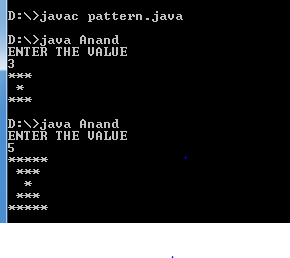 D:\>javac pattern.java
D:\>java Anand
ENTER THE VALUE
3
***
 *
***
D:\>java Anand
ENTER THE VALUE
5
*****
 ***
  *
 ***
*****